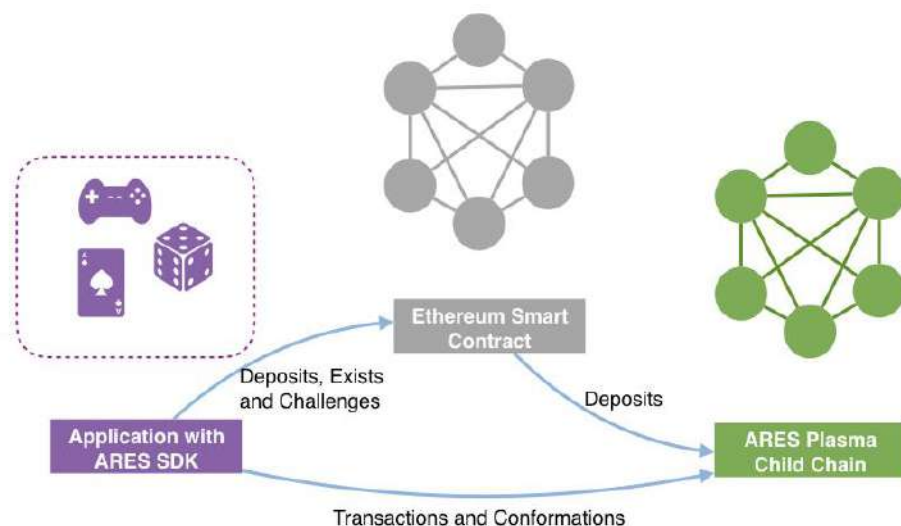 Ethereum Smart
Contract
Deposits, Exists
and Challenges
Deposits
Application with
ARES SDK
ARES Plasma
Child Chain
Transactions and Conformations